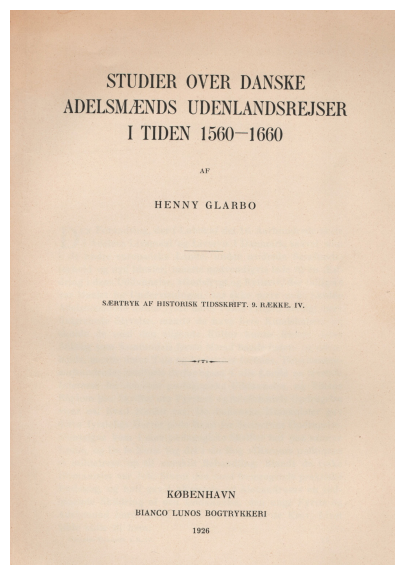 STUDIER OVER DANSKE
ADELSMÆNDS UDENLANDSREJSER
I TIDEN 1560—1660
AF
HENNY GLARBO
SÆRTRYK AF HISTORISK TIDSSKRIFT. 9. RÆKKE. IV.
KØBENHAVN
BIANCO LUNOS BOGTRYKKERI
1926